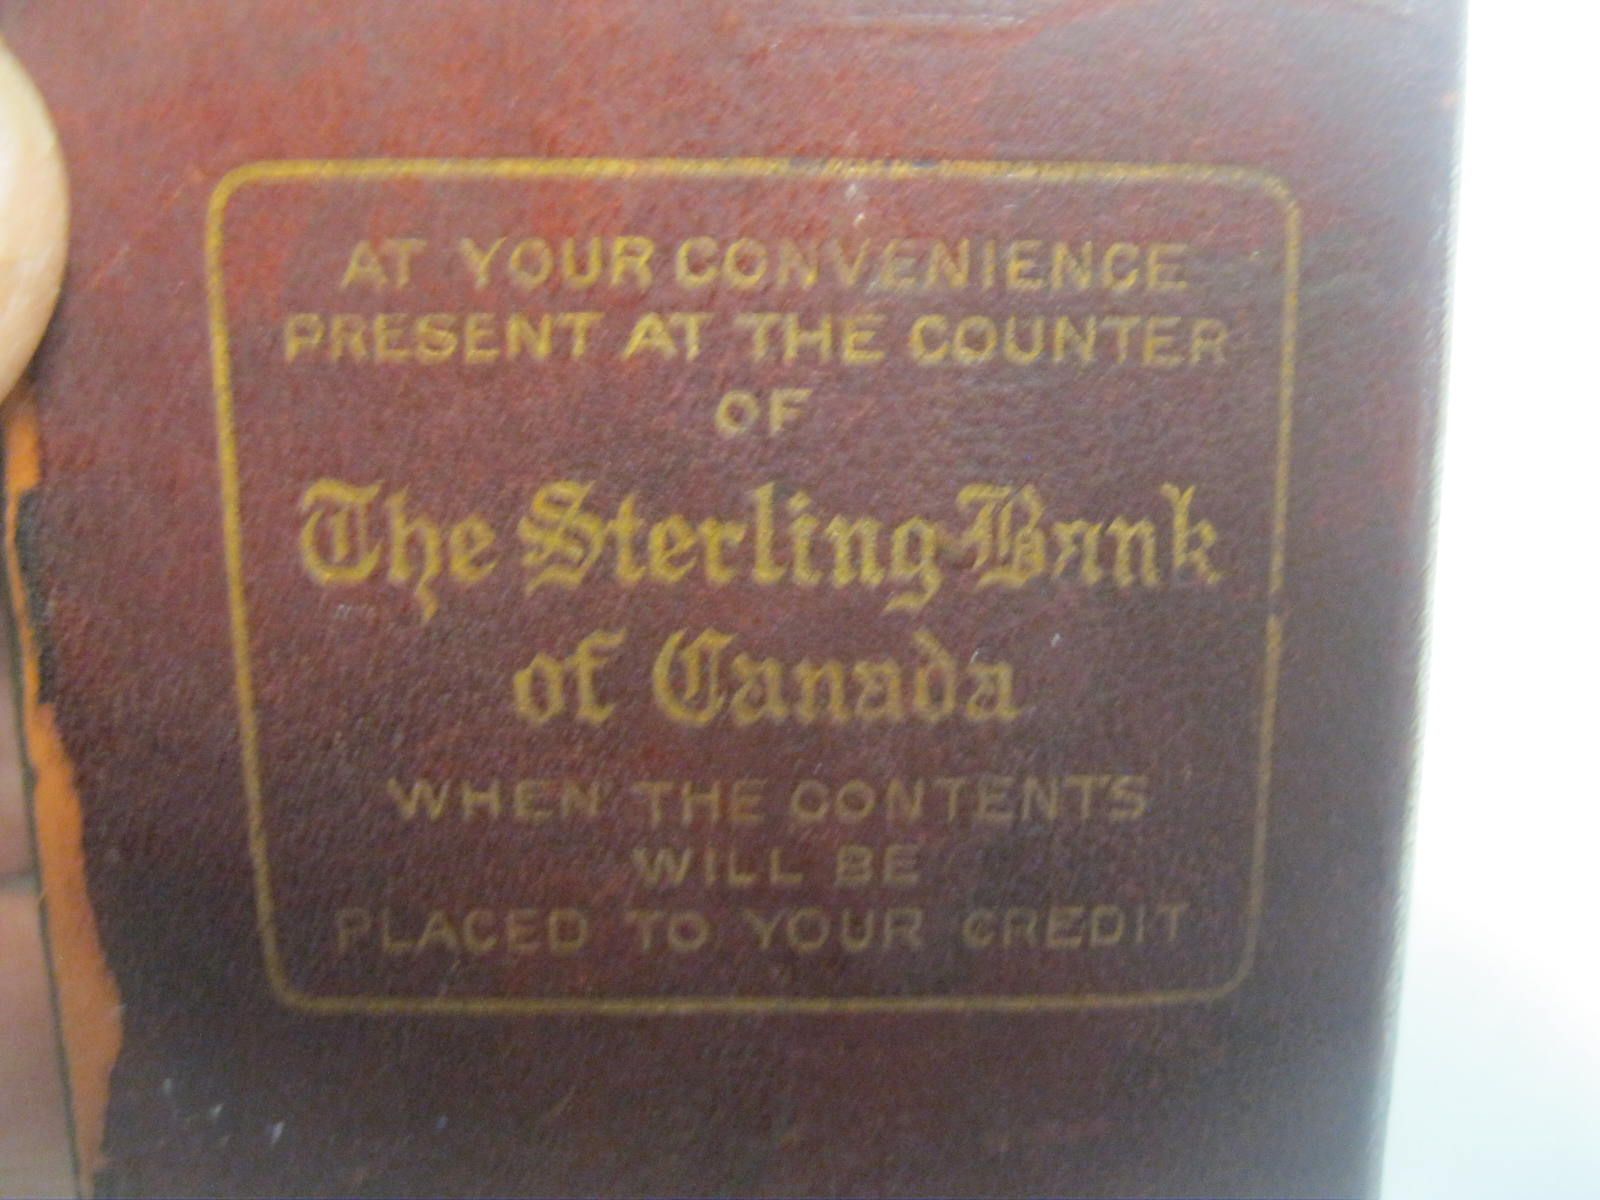 AT YOUR CONVENIENCE
PRESENT AT THE COUNTER
OF
The Sterling Bank
of Canada
WHEN THE CONTENTS
WILL BE
PLACED TO YOUR CREDIT